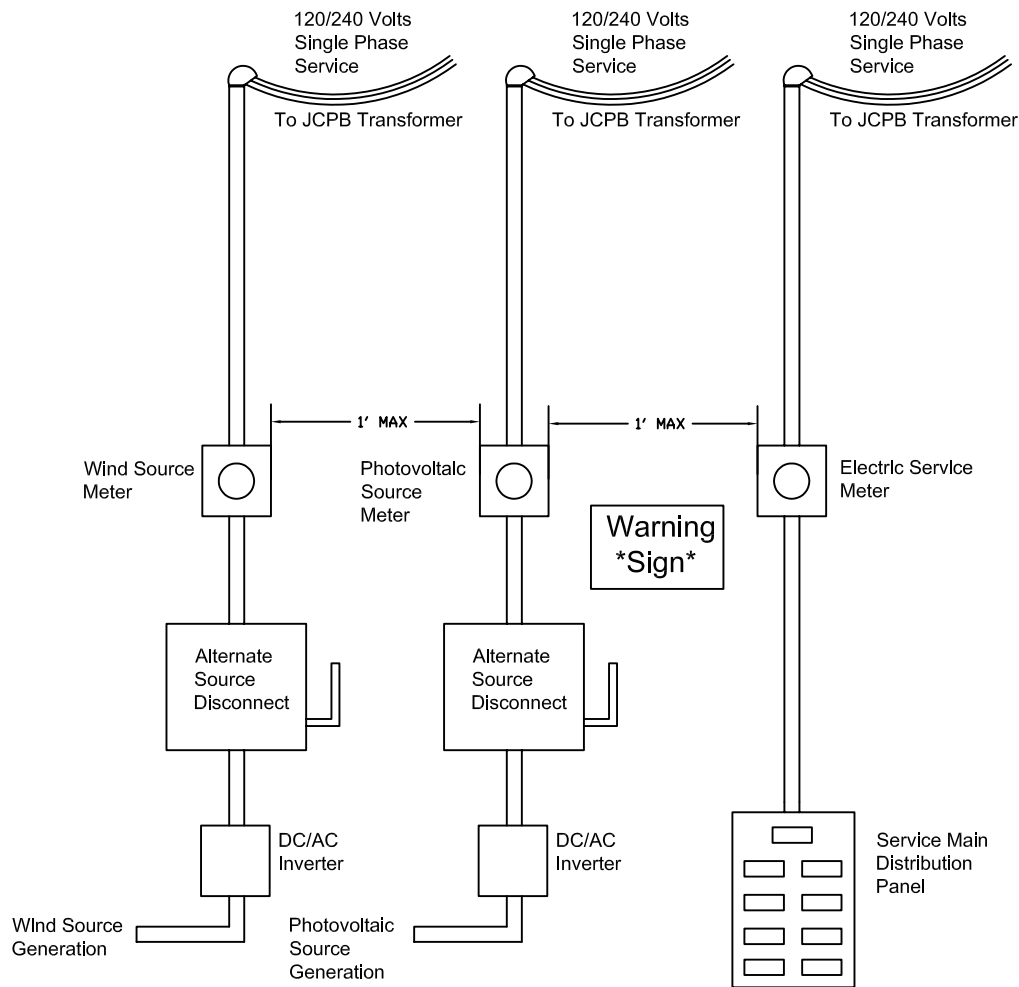 120/240 Volts
Single Phase
Service
To JCPB Transformer
120/240 Volts
Single Phase
Service
To JCPB Transformer
120/240 Volts
Single Phase
Service
To JCPB Transformer
1' MAX
1' MAX
Wind Source
Meter
Photovoltaic
Source
Meter
Electric Service
Meter
Warning
*Sign*
Alternate
Source
Disconnect
Alternate
Source
Disconnect
DC/AC
Inverter
DC/AC
Inverter
Service Main
Distribution
Panel
Wind Source
Generation
Photovoltaic
Source
Generation